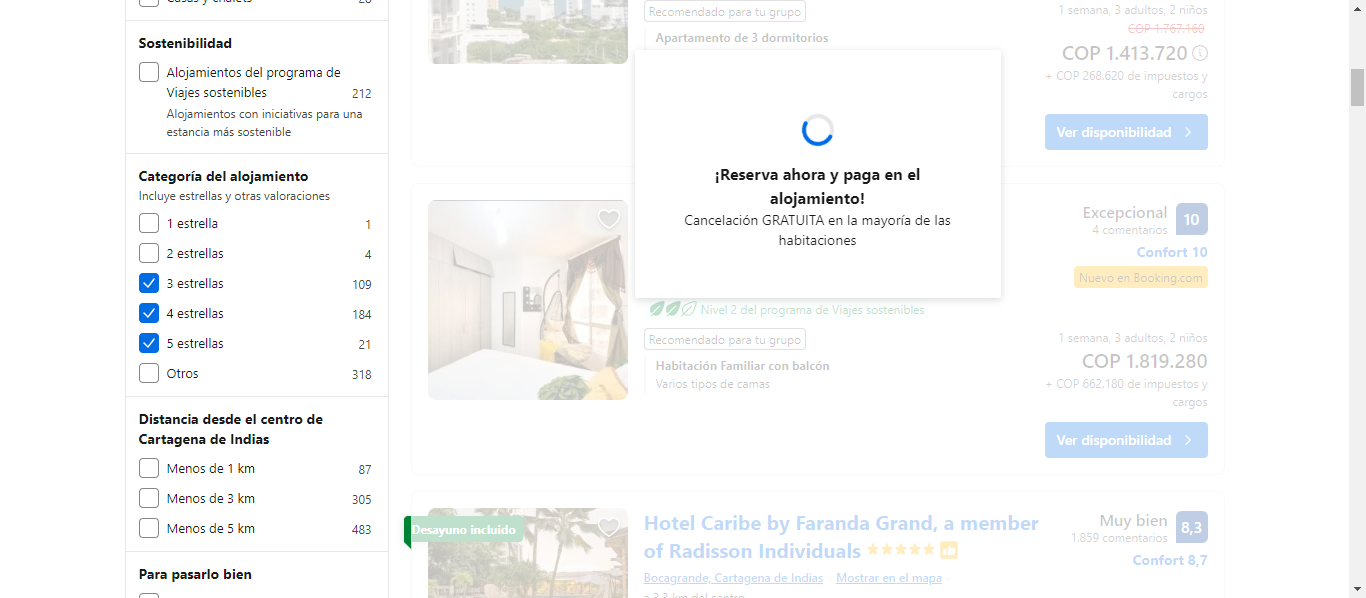 Casas y chalets
28
Sostenibilidad
Alojamientos del programa de
Viajes sostenibles
212
Alojamientos con iniciativas para una
estancia más sostenible
Categoría del alojamiento
Incluye estrellas y otras valoraciones
1 estrella
1
2 estrellas
4
3 estrellas
109
4 estrellas
184
5 estrellas
21
Otros
318
Distancia desde el centro de
Cartagena de Indias
Menos de 1 km
87
Menos de 3 km
305
Menos de 5 km
483
Para pasarlo bien
Recomendado para tu grupo
Apartamento de 3 dormitorios
1 semana, 3 adultos, 2 niños
COP 1.767.160
COP 1.413.720
+ COP 268.620 de impuestos y
cargos
Ver disponibilidad
¡Reserva ahora y paga en el
alojamiento!
Cancelación GRATUITA en la mayoría de las
habitaciones
Excepcional
10
4 comentarios
Confort 10
Nuevo en Booking.com
Nivel 2 del programa de Viajes sostenibles
Recomendado para tu grupo
Habitación Familiar con balcón
Varios tipos de camas
1 semana, 3 adultos, 2 niños
COP 1.819.280
+ COP 662.180 de impuestos y
cargos
Ver disponibilidad
Desayuno incluido
Hotel Caribe by Faranda Grand, a member
of Radisson Individuals
Bocagrande, Cartagena de Indias
Mostrar en el mapa
a 3,3 km del centro
Muy bien
8,3
1.859 comentarios
Confort 8,7